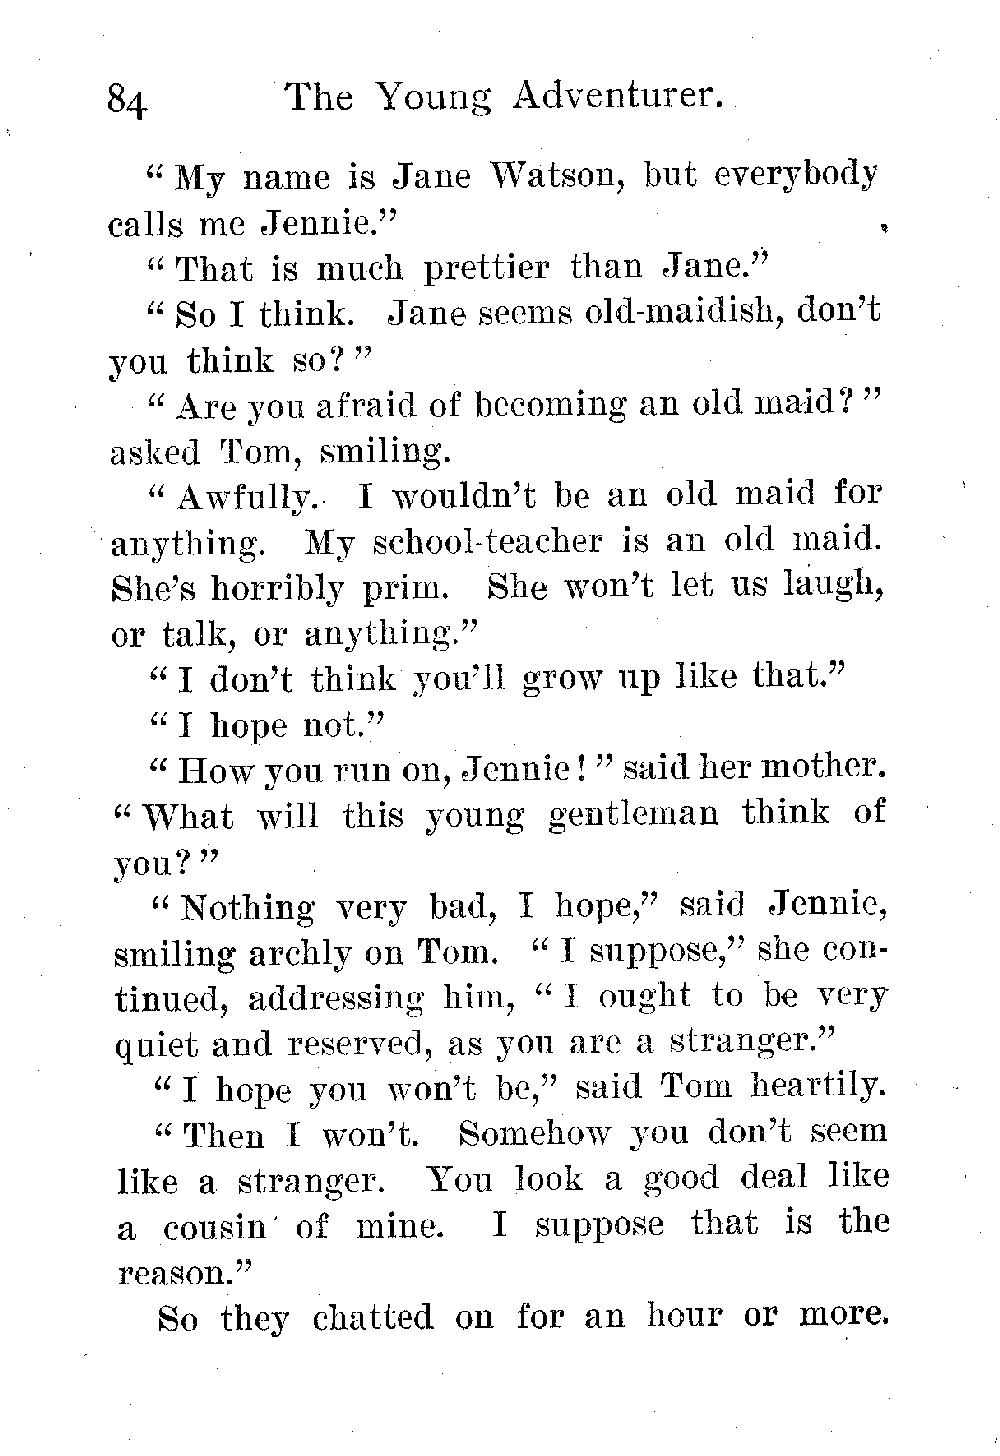 84 The Young Adventurer.
“ My name is Jane Watson, but everybody
calls me Jennie.”
“ That is much prettier than Jane.”
“ So I think. Jane seems old-maidish, don’t
you think so? ”
“ Are you afraid of becoming an old maid? ”
asked Tom, smiling.
“ Awfully. I wouldn’t be an old maid for
anything. My school-teacher is an old maid.
She’s horribly prim. She won’t let us laugh,
or talk, or anything.”
“ I don’t think you’ll grow up like that.”
“ I hope not.”
“ How you run on, Jennie! ” said her mother.
“ What will this young gentleman think of
you? ”
“ Nothing very bad, I hope,” said Jennie,
smiling archly on Tom. “ I suppose,” she con-
tinued, addressing him, “ I ought to be very
quiet and reserved, as you are a stranger.”
“ I hope you won’t be,” said Tom heartily.
“ Then I won’t. Somehow you don’t seem
like a stranger. You look a good deal like
a cousin of mine. I suppose that is the
reason.”
So they chatted on for an hour or more.